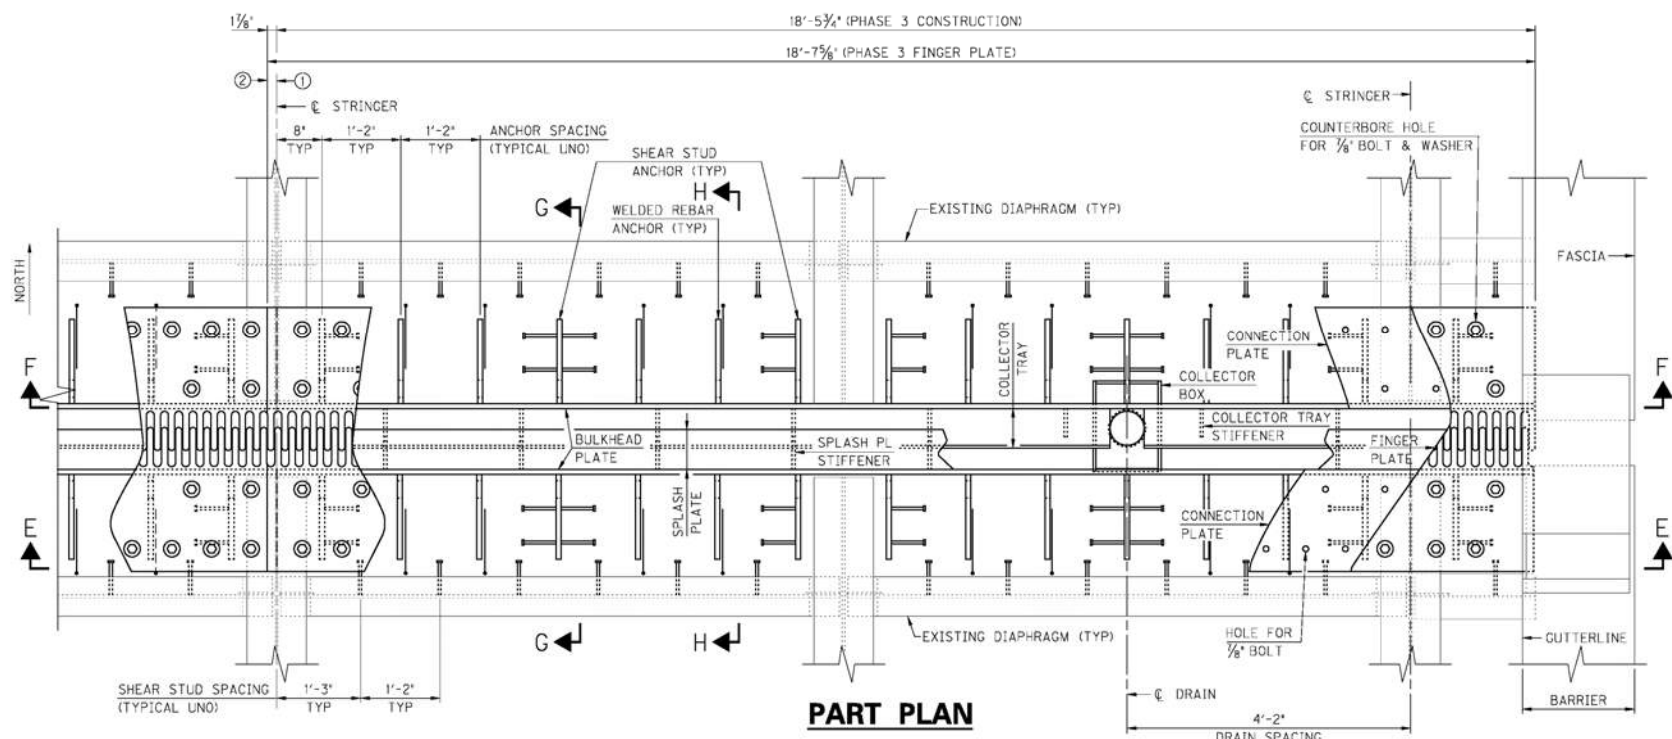 1⅞"
18'-5¾" (PHASE 3 CONSTRUCTION)
18'-7⅝" (PHASE 3 FINGER PLATE)
② ①
℄ STRINGER
℄ STRINGER
8"
TYP
1'-2"
TYP
1'-2"
TYP
ANCHOR SPACING
(TYPICAL UNO)
SHEAR STUD
ANCHOR (TYP)
COUNTERBORE HOLE
FOR ⅞" BOLT & WASHER
G
H
WELDED REBAR
ANCHOR (TYP)
EXISTING DIAPHRAGM (TYP)
FASCIA
NORTH
COLLECTOR
TRAY
CONNECTION
PLATE
F
F
COLLECTOR
BOX
COLLECTOR TRAY
STIFFENER
BULKHEAD
PLATE
SPLASH PL
STIFFENER
FINGER
PLATE
SPLASH
PLATE
CONNECTION
PLATE
E
E
G
H
EXISTING DIAPHRAGM (TYP)
HOLE FOR
⅞" BOLT
GUTTERLINE
SHEAR STUD SPACING
(TYPICAL UNO)
1'-3"
TYP
1'-2"
TYP
℄ DRAIN
BARRIER
PART PLAN
4'-2"
DRAIN SPACING